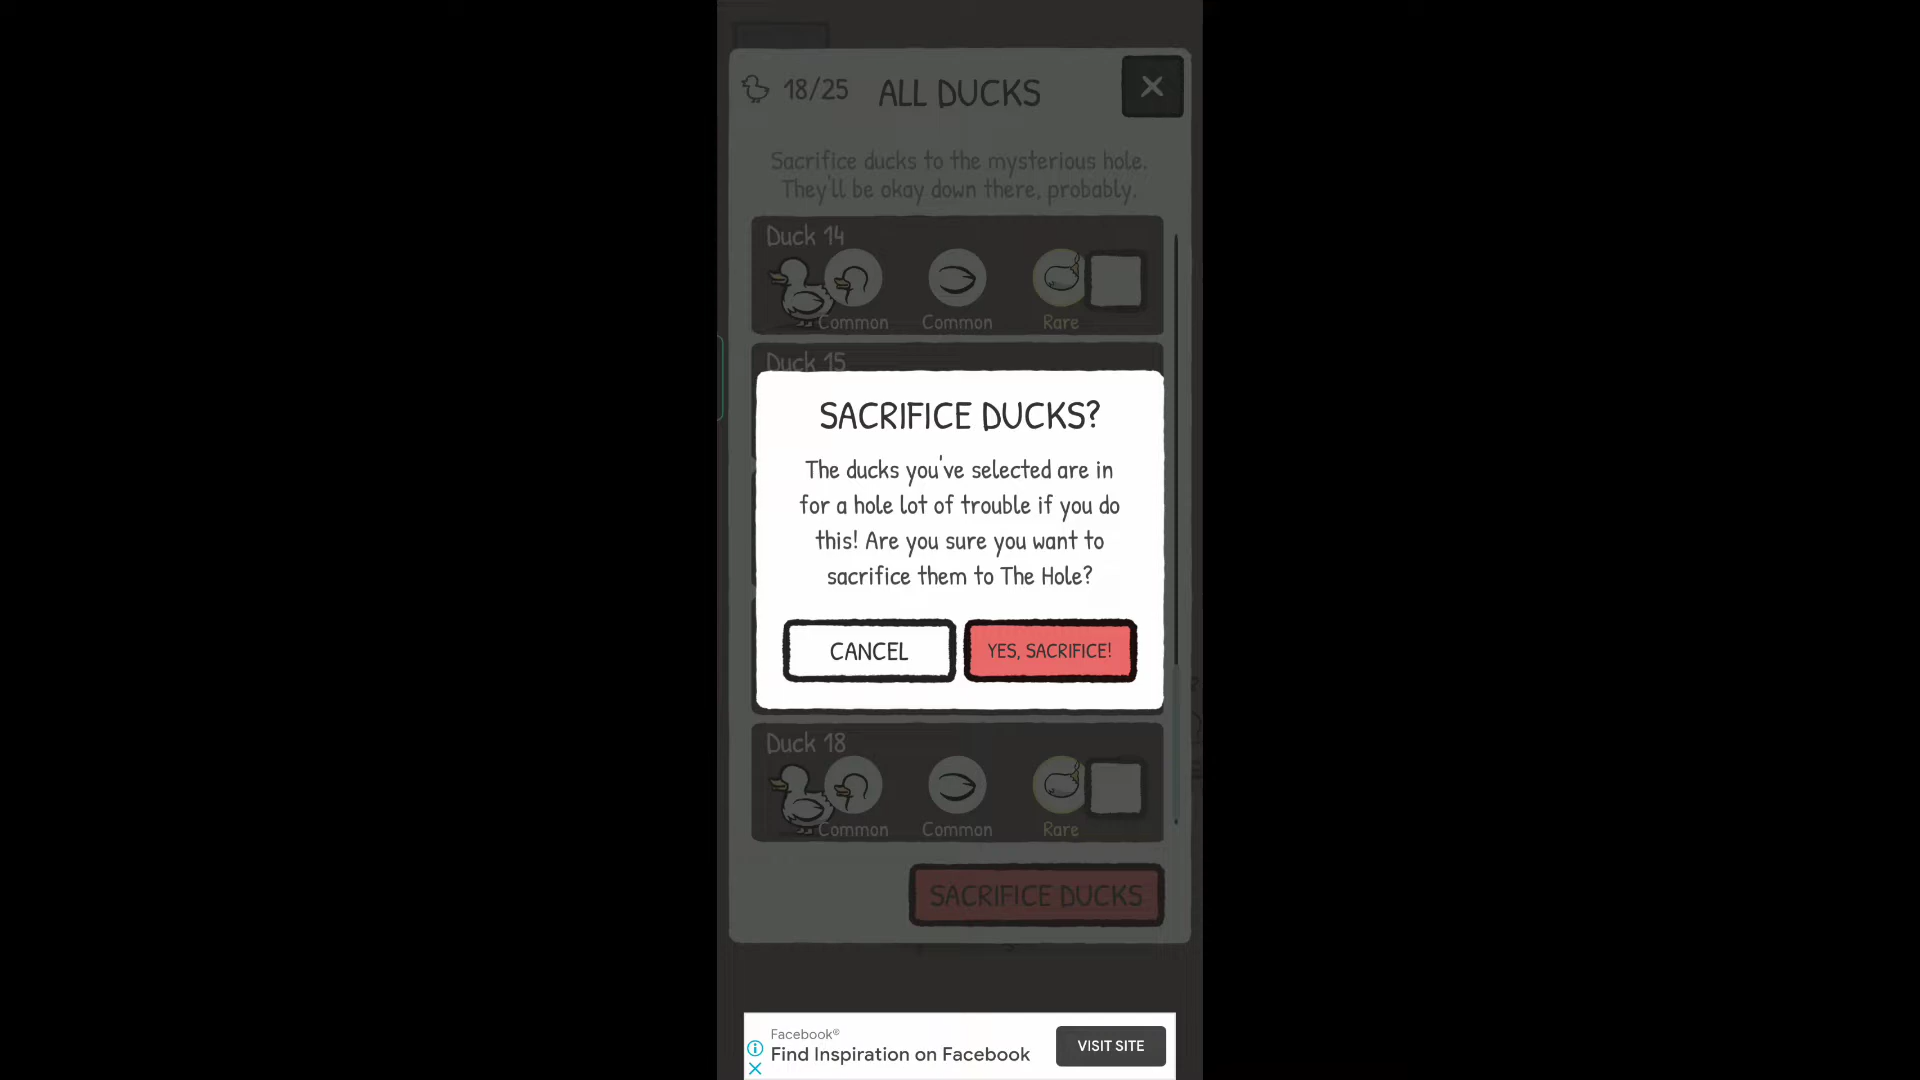 18/25
ALL DUCKS
Sacrifice ducks to the mysterious hole.
They'll be okay down there, probably.
Duck 14
Common
Common
Rare
Duck 15
SACRIFICE DUCKS?
The ducks you've selected are in
for a hole lot of trouble if you do
this! Are you sure you want to
sacrifice them to The Hole?
CANCEL
YES, SACRIFICE!
Duck 18
Common
Common
Rare
SACRIFICE DUCKS
Facebook®
Find Inspiration on Facebook
VISIT SITE